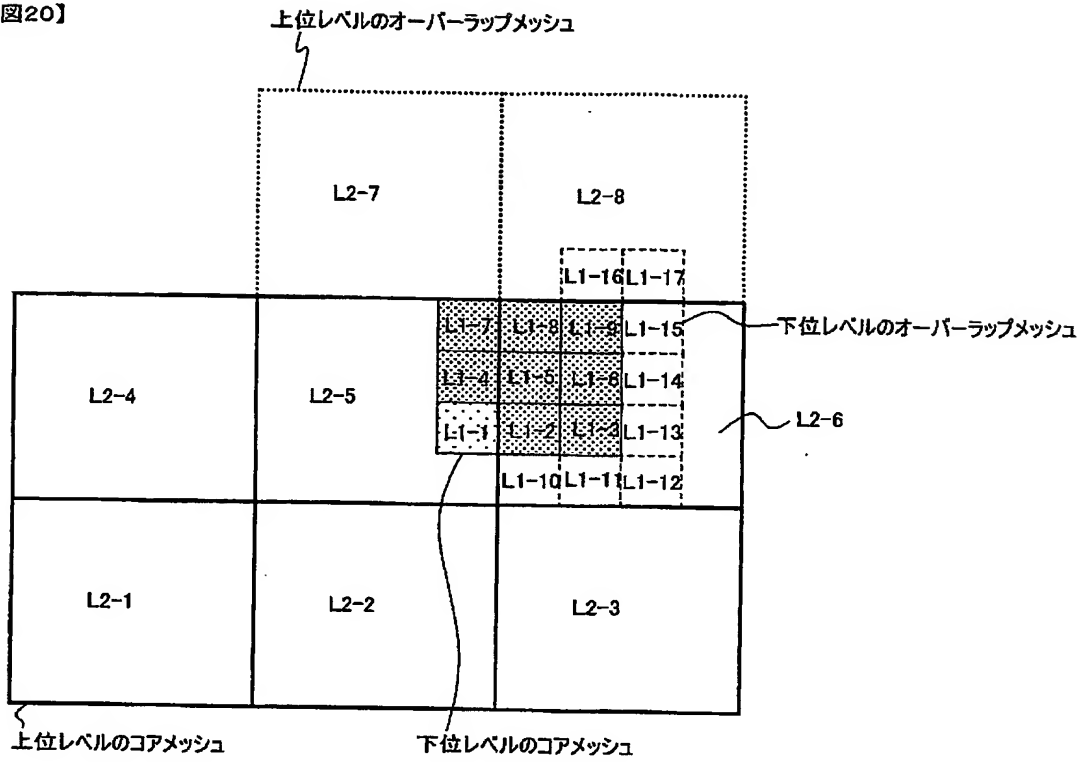 図20】
上位レベルのオーバーラップメッシュ
L2-7
L2-8
L1-16
L1-17
L1-7
L1-8
L1-9
L1-15
下位レベルのオーバーラップメッシュ
L2-4
L2-5
L1-4
L1-5
L1-6
L1-14
L2-6
L1-1
L1-2
L1-3
L1-13
L1-10
L1-11
L1-12
L2-1
L2-2
L2-3
上位レベルのコアメッシュ
下位レベルのコアメッシュ